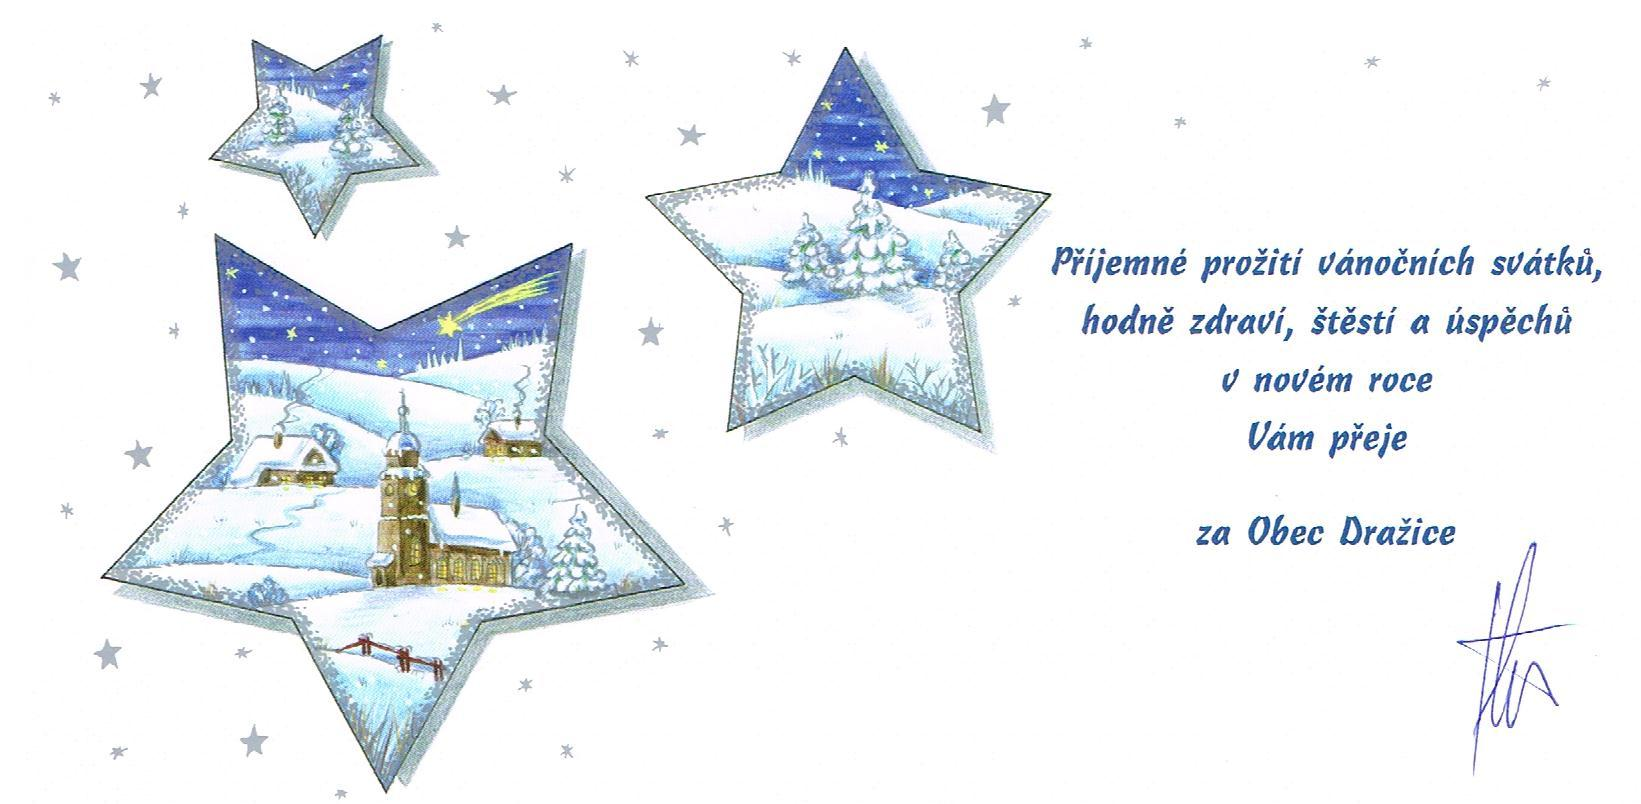 Příjemné prožití vánočních svátků,
hodně zdraví, štěstí a úspěchů
v novém roce
Vám přeje
za Obec Dražice